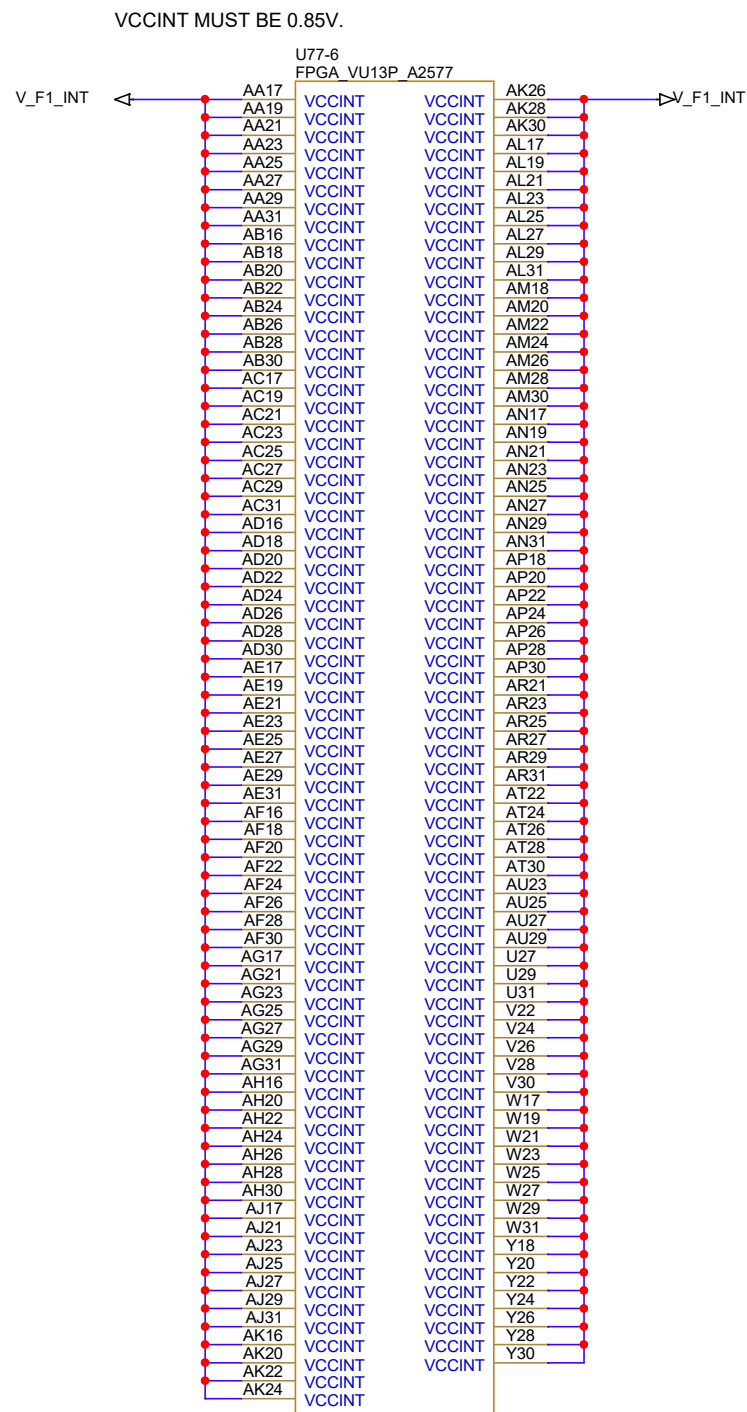 VCCINT MUST BE 0.85V.
U77-6
FPGA_VU13P_A2577
V_F1_INT AA17 VCCINT VCCINT AK26 V_F1_INT
AA19 VCCINT VCCINT AK28
AA21 VCCINT VCCINT AK30
AA23 VCCINT VCCINT AL17
AA25 VCCINT VCCINT AL19
AA27 VCCINT VCCINT AL21
AA29 VCCINT VCCINT AL23
AA31 VCCINT VCCINT AL25
AB16 VCCINT VCCINT AL27
AB18 VCCINT VCCINT AL29
AB20 VCCINT VCCINT AL31
AB22 VCCINT VCCINT AM18
AB24 VCCINT VCCINT AM20
AB26 VCCINT VCCINT AM22
AB28 VCCINT VCCINT AM24
AB30 VCCINT VCCINT AM26
AC17 VCCINT VCCINT AM28
AC19 VCCINT VCCINT AM30
AC21 VCCINT VCCINT AN17
AC23 VCCINT VCCINT AN19
AC25 VCCINT VCCINT AN21
AC27 VCCINT VCCINT AN23
AC29 VCCINT VCCINT AN25
AC31 VCCINT VCCINT AN27
AD16 VCCINT VCCINT AN29
AD18 VCCINT VCCINT AN31
AD20 VCCINT VCCINT AP18
AD22 VCCINT VCCINT AP20
AD24 VCCINT VCCINT AP22
AD26 VCCINT VCCINT AP24
AD28 VCCINT VCCINT AP26
AD30 VCCINT VCCINT AP28
AE17 VCCINT VCCINT AP30
AE19 VCCINT VCCINT AR21
AE21 VCCINT VCCINT AR23
AE23 VCCINT VCCINT AR25
AE25 VCCINT VCCINT AR27
AE27 VCCINT VCCINT AR29
AE29 VCCINT VCCINT AR31
AE31 VCCINT VCCINT AT22
AF16 VCCINT VCCINT AT24
AF18 VCCINT VCCINT AT26
AF20 VCCINT VCCINT AT28
AF22 VCCINT VCCINT AT30
AF24 VCCINT VCCINT AU23
AF26 VCCINT VCCINT AU25
AF28 VCCINT VCCINT AU27
AF30 VCCINT VCCINT AU29
AG17 VCCINT VCCINT U27
AG21 VCCINT VCCINT U29
AG23 VCCINT VCCINT U31
AG25 VCCINT VCCINT V22
AG27 VCCINT VCCINT V24
AG29 VCCINT VCCINT V26
AG31 VCCINT VCCINT V28
AH16 VCCINT VCCINT V30
AH20 VCCINT VCCINT W17
AH22 VCCINT VCCINT W19
AH24 VCCINT VCCINT W21
AH26 VCCINT VCCINT W23
AH28 VCCINT VCCINT W25
AH30 VCCINT VCCINT W27
AJ17 VCCINT VCCINT W29
AJ21 VCCINT VCCINT W31
AJ23 VCCINT VCCINT Y18
AJ25 VCCINT VCCINT Y20
AJ27 VCCINT VCCINT Y22
AJ29 VCCINT VCCINT Y24
AJ31 VCCINT VCCINT Y26
AK16 VCCINT VCCINT Y28
AK20 VCCINT VCCINT Y30
AK22 VCCINT
AK24 VCCINT